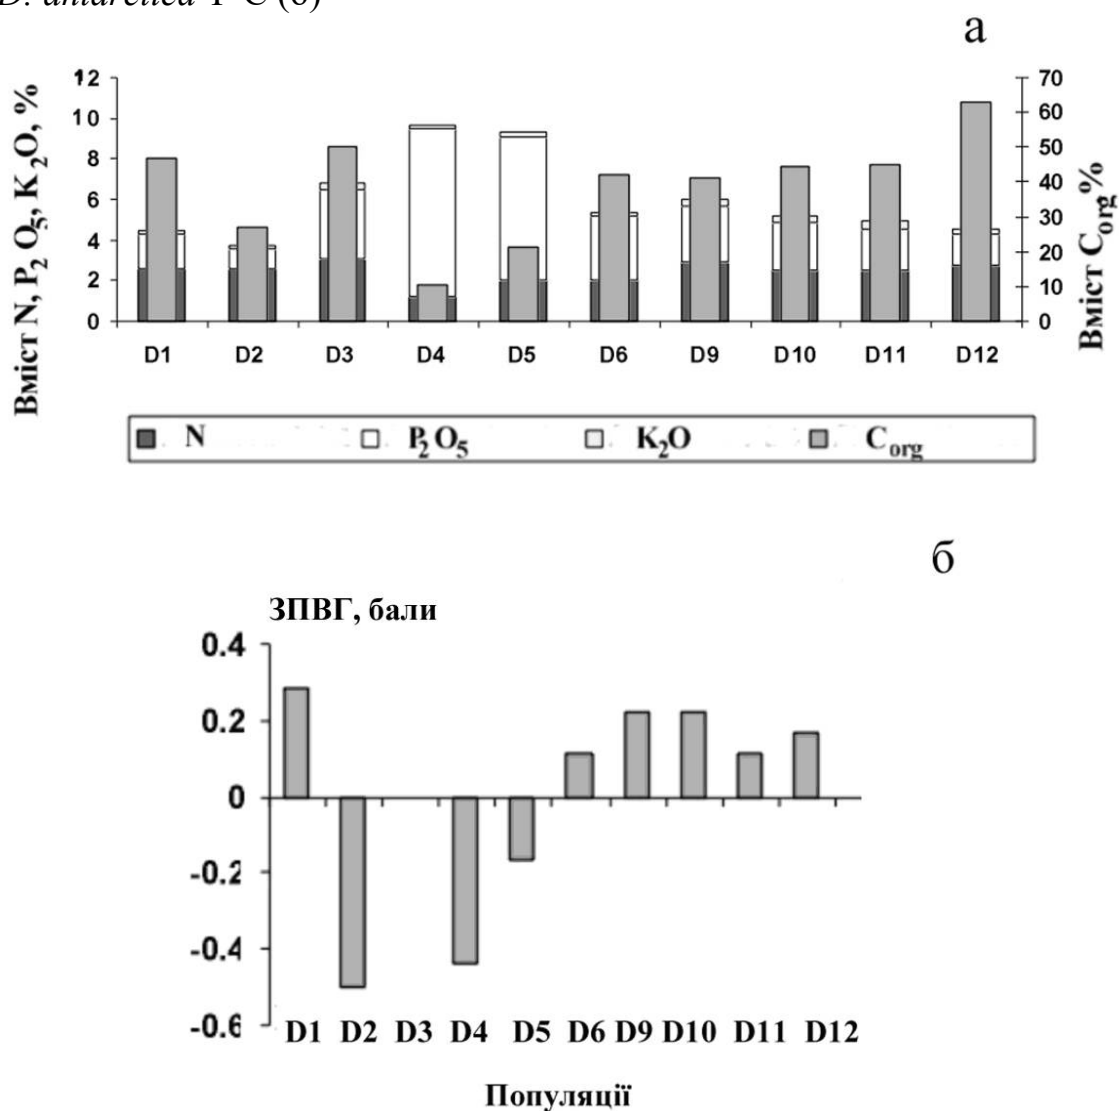 D. antarctica Y-C (б)
а
Вміст N, P2O5, K2O, %
12
10
8
6
4
2
0
70
60
50
40
30
20
10
0
Вміст Corg%
D1 D2 D3 D4 D5 D6 D9 D10 D11 D12
N P2O5 K2O Corg
б
ЗПВГ, бали
0.4
0.2
0
-0.2
-0.4
-0.6
D1 D2 D3 D4 D5 D6 D9 D10 D11 D12
Популяції